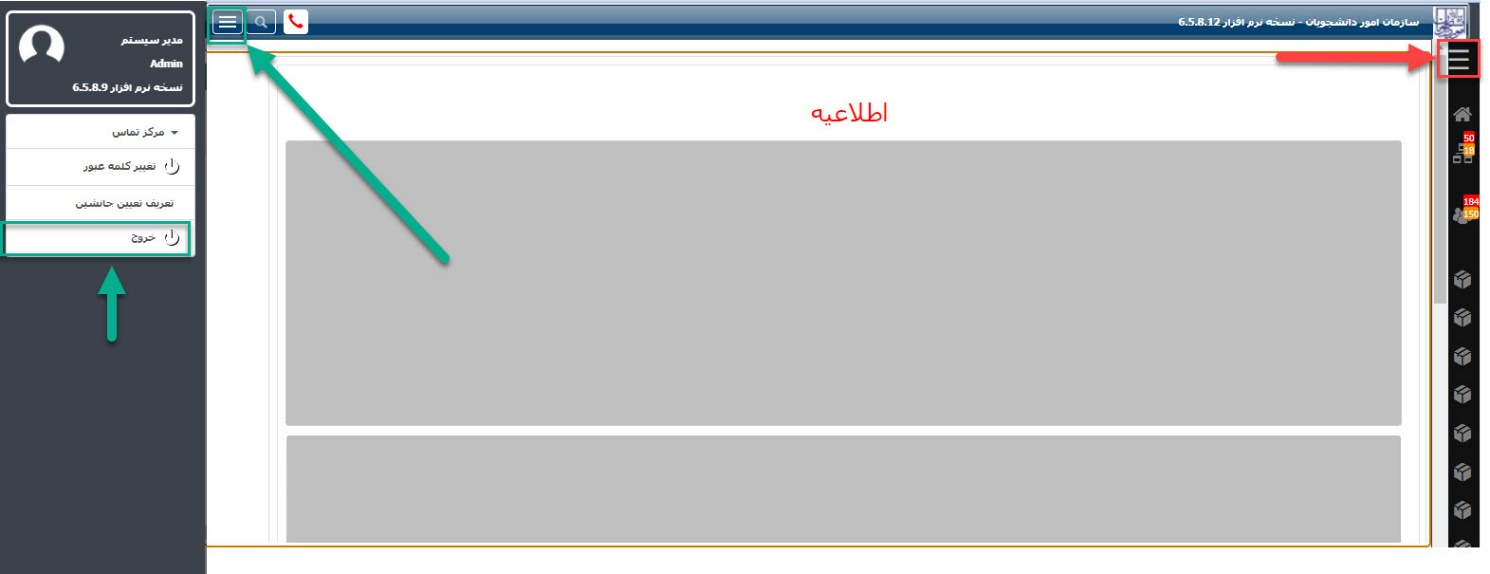 سازمان امور دانشجویان - نسخه نرم افزار 6.5.8.12
مدیر سیستم
Admin
نسخه نرم افزار 6.5.8.9
مرکز تماس
تغییر کلمه عبور
تعریف تعیین جانشین
خروج
اطلاعیه
50
18
184
150